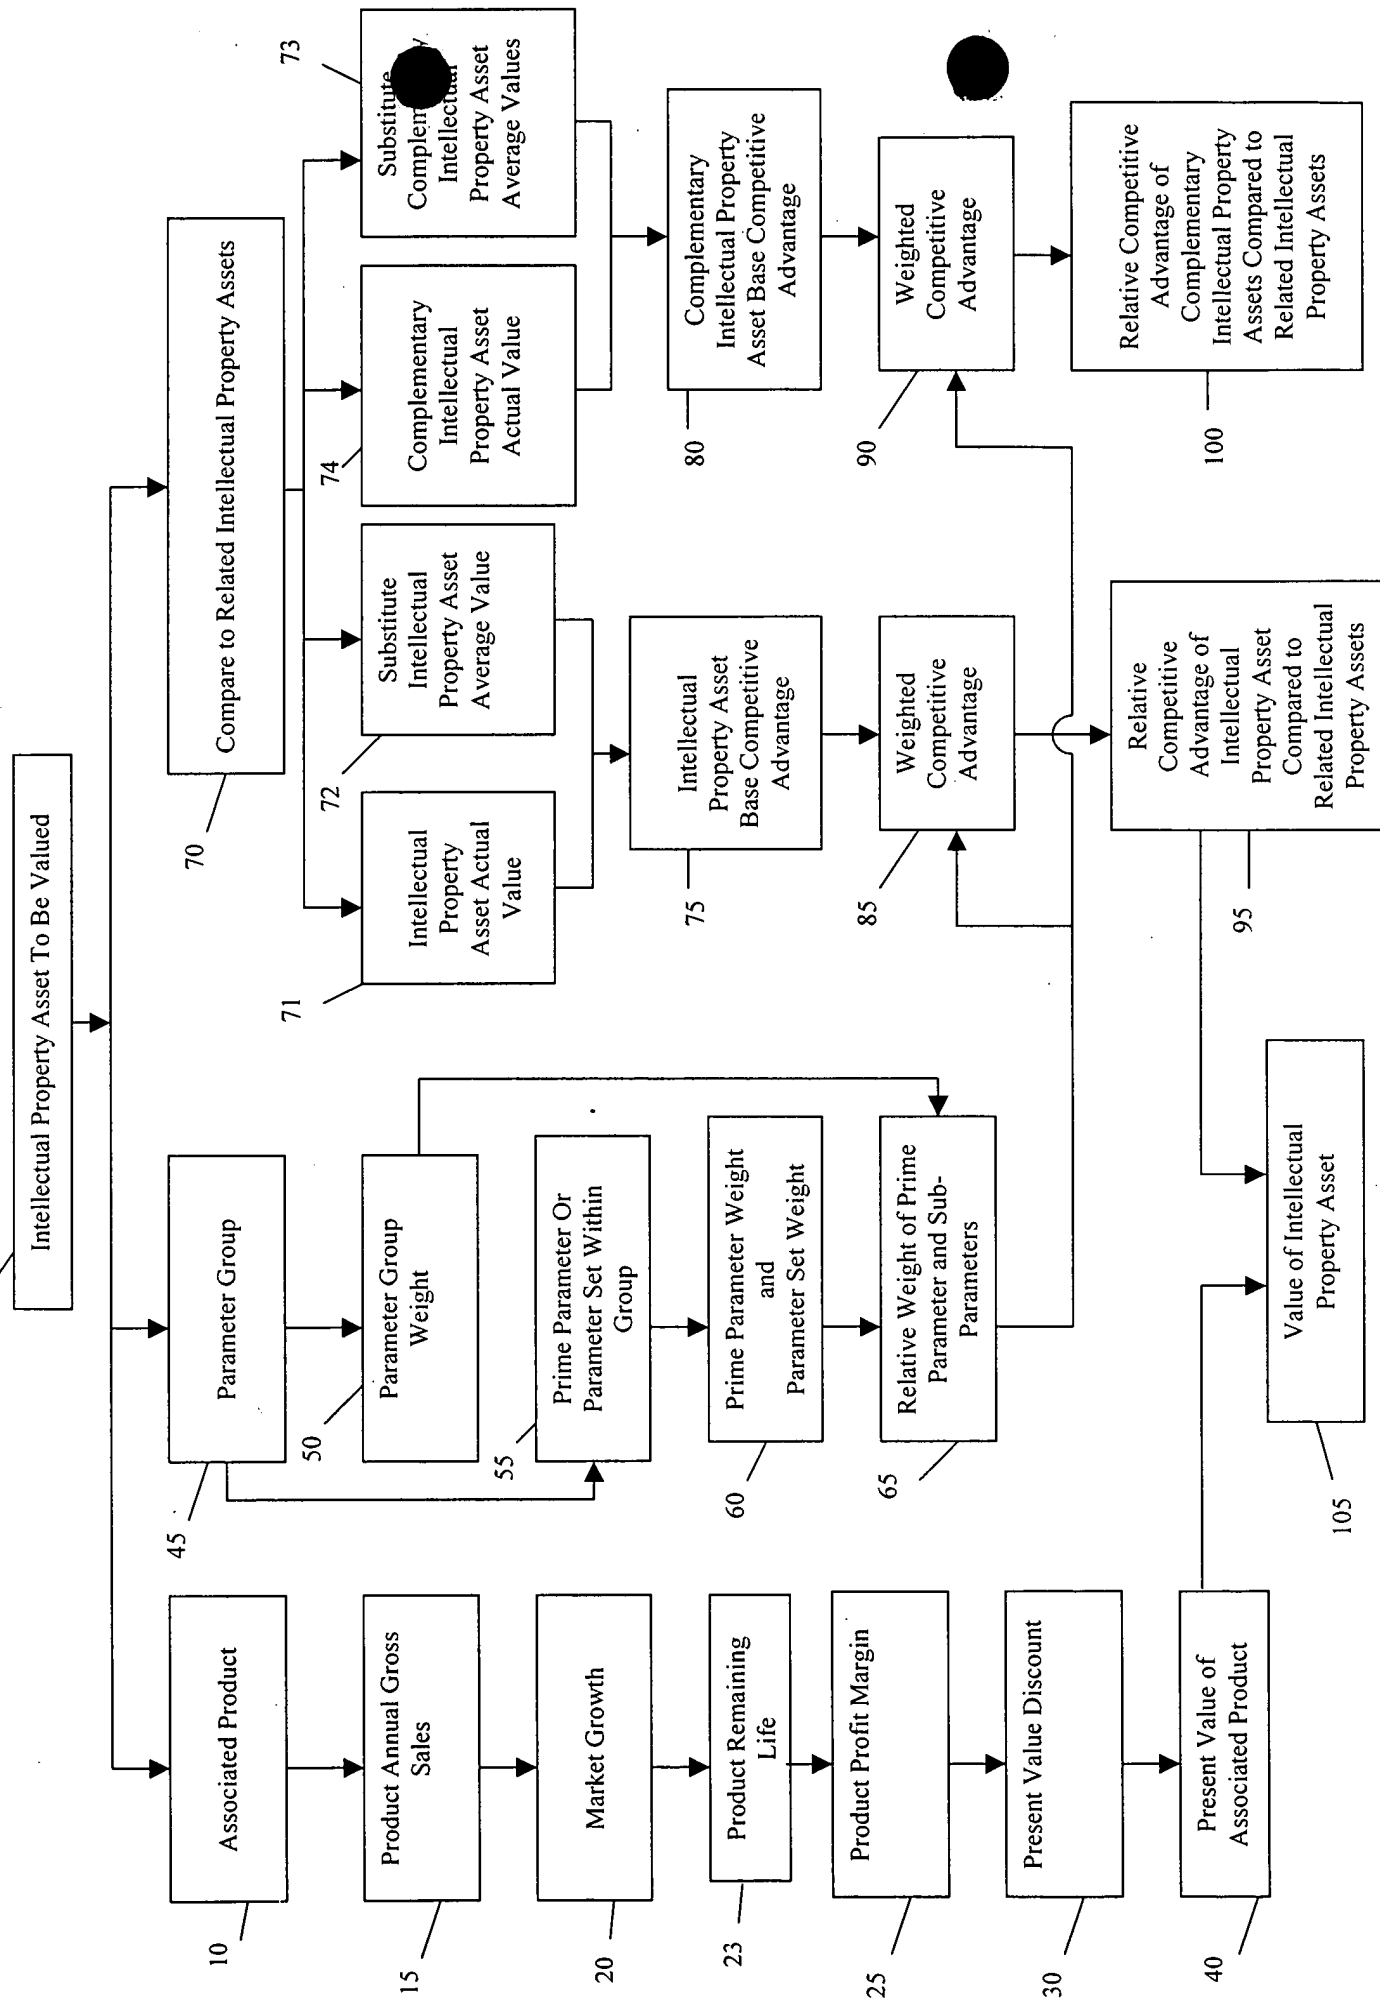 Intellectual Property Asset To Be Valued
Associated Product
10
Product Annual Gross
Sales
15
Market Growth
20
Product Remaining
Life
23
Product Profit Margin
25
Present Value Discount
30
Present Value of
Associated Product
40
Parameter Group
45
Parameter Group
Weight
50
Prime Parameter Or
Parameter Set Within
Group
55
Prime Parameter Weight
and
Parameter Set Weight
60
Relative Weight of Prime
Parameter and Sub-
Parameters
65
Compare to Related Intellectual Property Assets
70
Intellectual
Property
Asset Actual
Value
71
Substitute
Intellectual
Property Asset
Average Value
72
Complementary
Intellectual
Property Asset
Actual Value
74
Substitute
Intellectual
Property Asset
Average Values
73
Intellectual
Property Asset
Base Competitive
Advantage
75
Complementary
Intellectual Property
Asset Base Competitive
Advantage
80
Weighted
Competitive
Advantage
85
Weighted
Competitive
Advantage
90
Relative
Competitive
Advantage of
Intellectual
Property Asset
Compared to
Related Intellectual
Property Assets
95
Relative Competitive
Advantage of
Complementary
Intellectual Property
Assets Compared to
Related Intellectual
Property Assets
100
Value of Intellectual
Property Asset
105